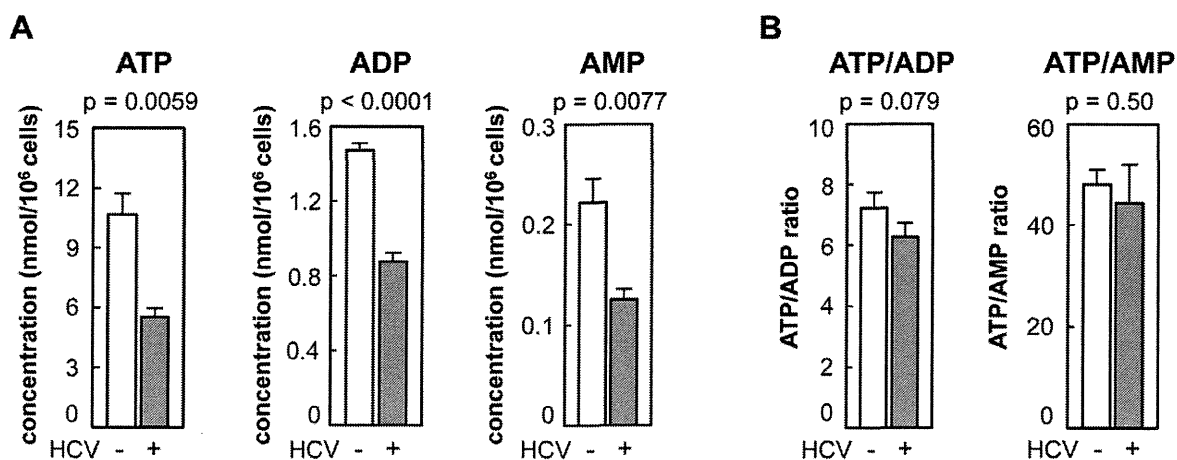 A
ATP
p = 0.0059
concentration (nmol/10⁶ cells)
15
12
9
6
3
0
HCV - +
ADP
p < 0.0001
concentration (nmol/10⁶ cells)
1.6
1.2
0.8
0.4
0
HCV - +
AMP
p = 0.0077
concentration (nmol/10⁶ cells)
0.3
0.2
0.1
0
HCV - +
B
ATP/ADP
p = 0.079
ATP/ADP ratio
10
8
6
4
2
0
HCV - +
ATP/AMP
p = 0.50
ATP/AMP ratio
60
40
20
0
HCV - +